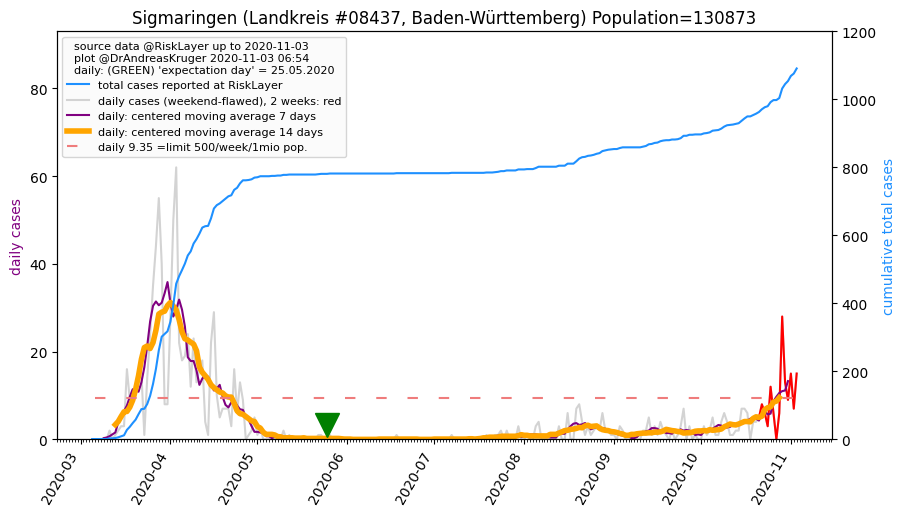 Sigmaringen (Landkreis #08437, Baden-Württemberg) Population=130873
source data @RiskLayer up to 2020-11-03
plot @DrAndreasKruger 2020-11-03 06:54
daily: (GREEN) 'expectation day' = 25.05.2020
total cases reported at RiskLayer
daily cases (weekend-flawed), 2 weeks: red
daily: centered moving average 7 days
daily: centered moving average 14 days
daily 9.35 =limit 500/week/1mio pop.
daily cases
80
60
40
20
0
cumulative total cases
1200
1000
800
600
400
200
0
2020-03
2020-04
2020-05
2020-06
2020-07
2020-08
2020-09
2020-10
2020-11